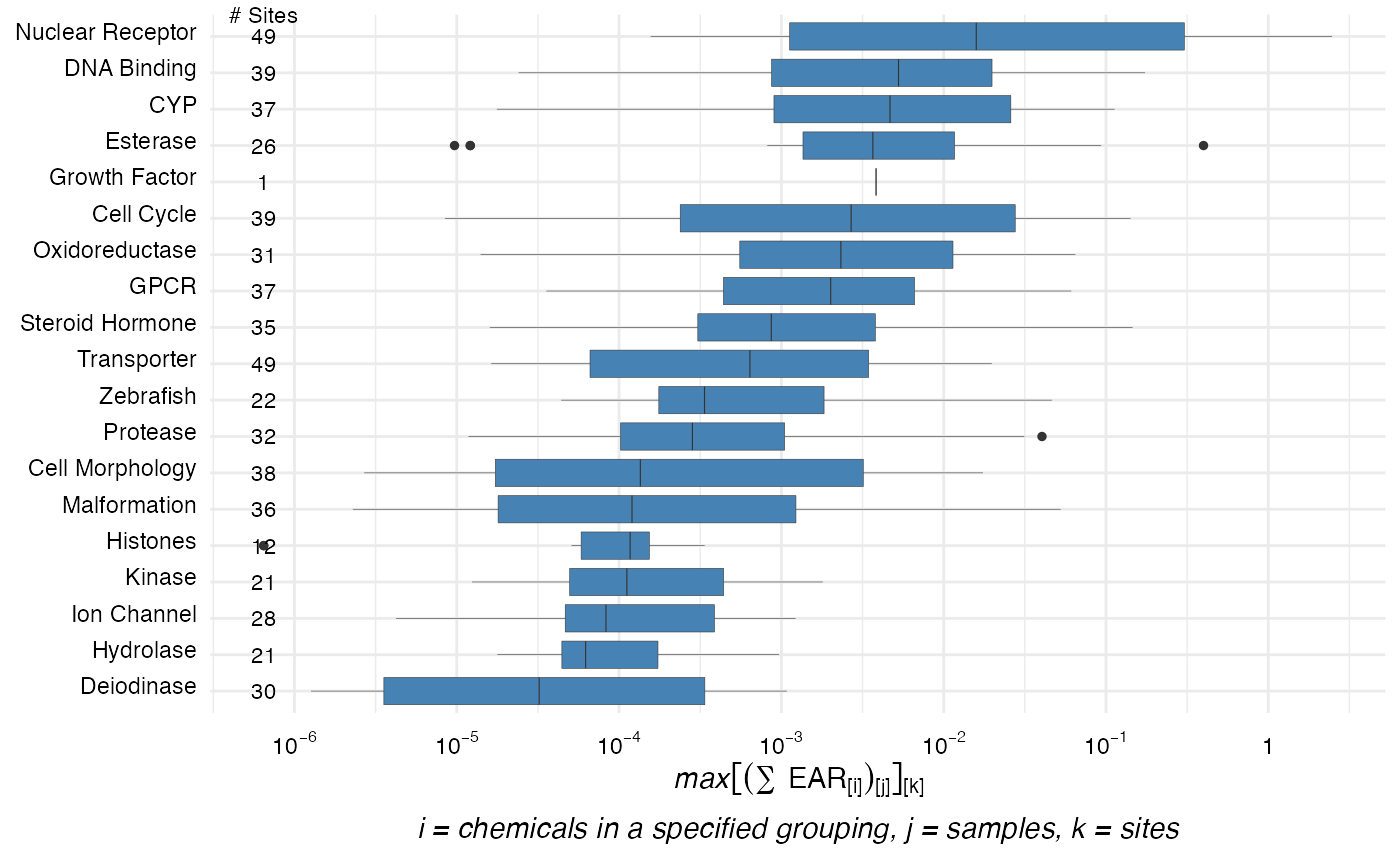 # Sites
Nuclear Receptor 49
DNA Binding 39
CYP 37
Esterase 26
Growth Factor 1
Cell Cycle 39
Oxidoreductase 31
GPCR 37
Steroid Hormone 35
Transporter 49
Zebrafish 22
Protease 32
Cell Morphology 38
Malformation 36
Histones 12
Kinase 21
Ion Channel 28
Hydrolase 21
Deiodinase 30
10⁻⁶ 10⁻⁵ 10⁻⁴ 10⁻³ 10⁻² 10⁻¹ 1
max[(∑ EAR[i])[j]][k]
i = chemicals in a specified grouping, j = samples, k = sites